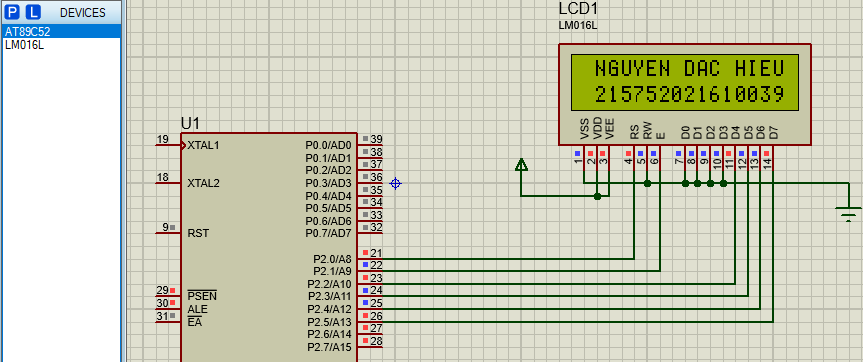 P L DEVICES
AT89C52
LM016L
LCD1
LM016L
NGUYEN DAC HIEU
215752021610039
VSS VDD VEE RS RW E D0 D1 D2 D3 D4 D5 D6 D7
1 2 3 4 5 6 7 8 9 10 11 12 13 14
U1
19 XTAL1
18 XTAL2
9 RST
29 PSEN
30 ALE
31 EA
P0.0/AD0 39
P0.1/AD1 38
P0.2/AD2 37
P0.3/AD3 36
P0.4/AD4 35
P0.5/AD5 34
P0.6/AD6 33
P0.7/AD7 32
P2.0/A8 21
P2.1/A9 22
P2.2/A10 23
P2.3/A11 24
P2.4/A12 25
P2.5/A13 26
P2.6/A14 27
P2.7/A15 28